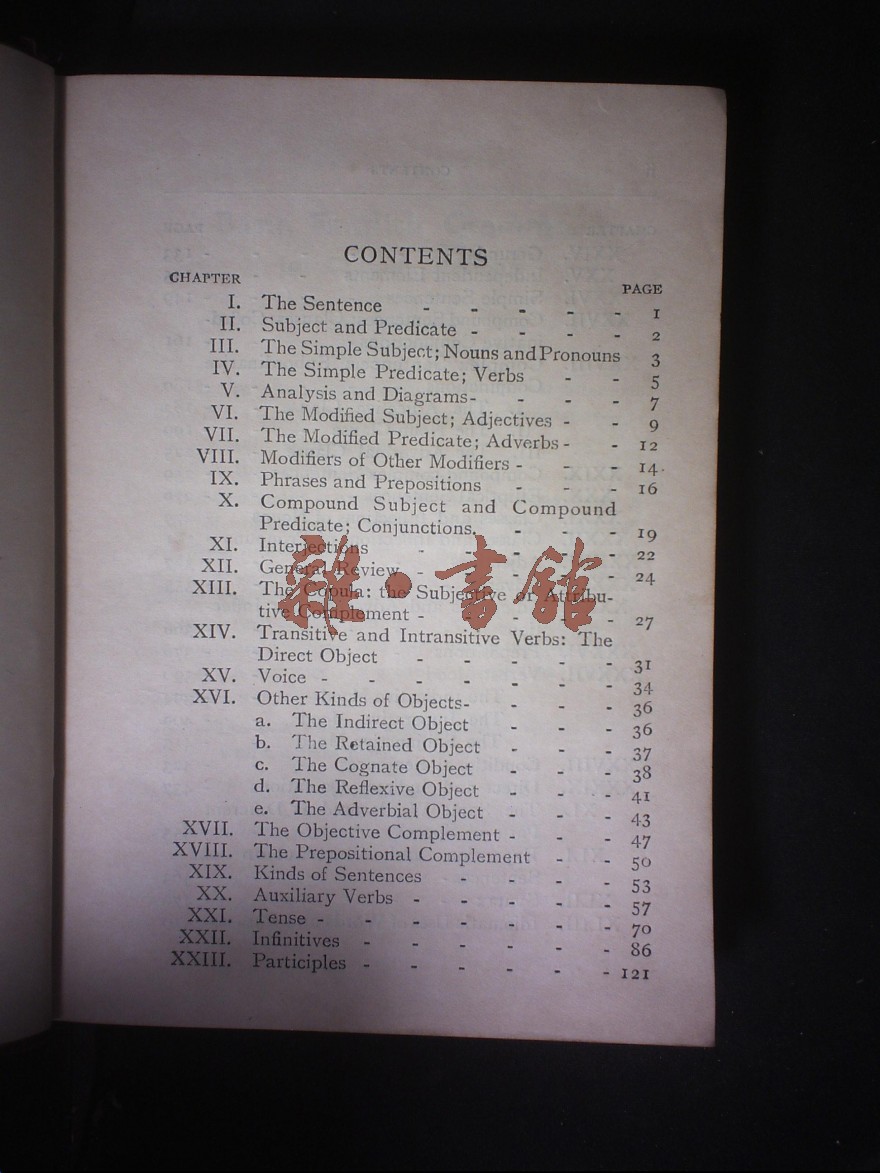 CONTENTS
CHAPTER PAGE
I. The Sentence - - - - - 1
II. Subject and Predicate - - - - 2
III. The Simple Subject; Nouns and Pronouns 3
IV. The Simple Predicate; Verbs - - 5
V. Analysis and Diagrams - - - - 7
VI. The Modified Subject; Adjectives - - 9
VII. The Modified Predicate; Adverbs - - 12
VIII. Modifiers of Other Modifiers - - - 14
IX. Phrases and Prepositions - - - 16
X. Compound Subject and Compound
Predicate; Conjunctions. - - - 19
XI. Interjections - - - - - 22
XII. General Review - - - - - 24
XIII. The Copula: the Subjective or Attribu-
tive Complement - - - - - 27
XIV. Transitive and Intransitive Verbs: The
Direct Object - - - - - 31
XV. Voice - - - - - - - 34
XVI. Other Kinds of Objects - - - - 36
a. The Indirect Object - - - 36
b. The Retained Object - - - 37
c. The Cognate Object - - - 38
d. The Reflexive Object - - - 41
e. The Adverbial Object - - - 43
XVII. The Objective Complement - - - 47
XVIII. The Prepositional Complement - - 50
XIX. Kinds of Sentences - - - - 53
XX. Auxiliary Verbs - - - - - 57
XXI. Tense - - - - - - - 70
XXII. Infinitives - - - - - - 86
XXIII. Participles - - - - - - 121
雜·書館